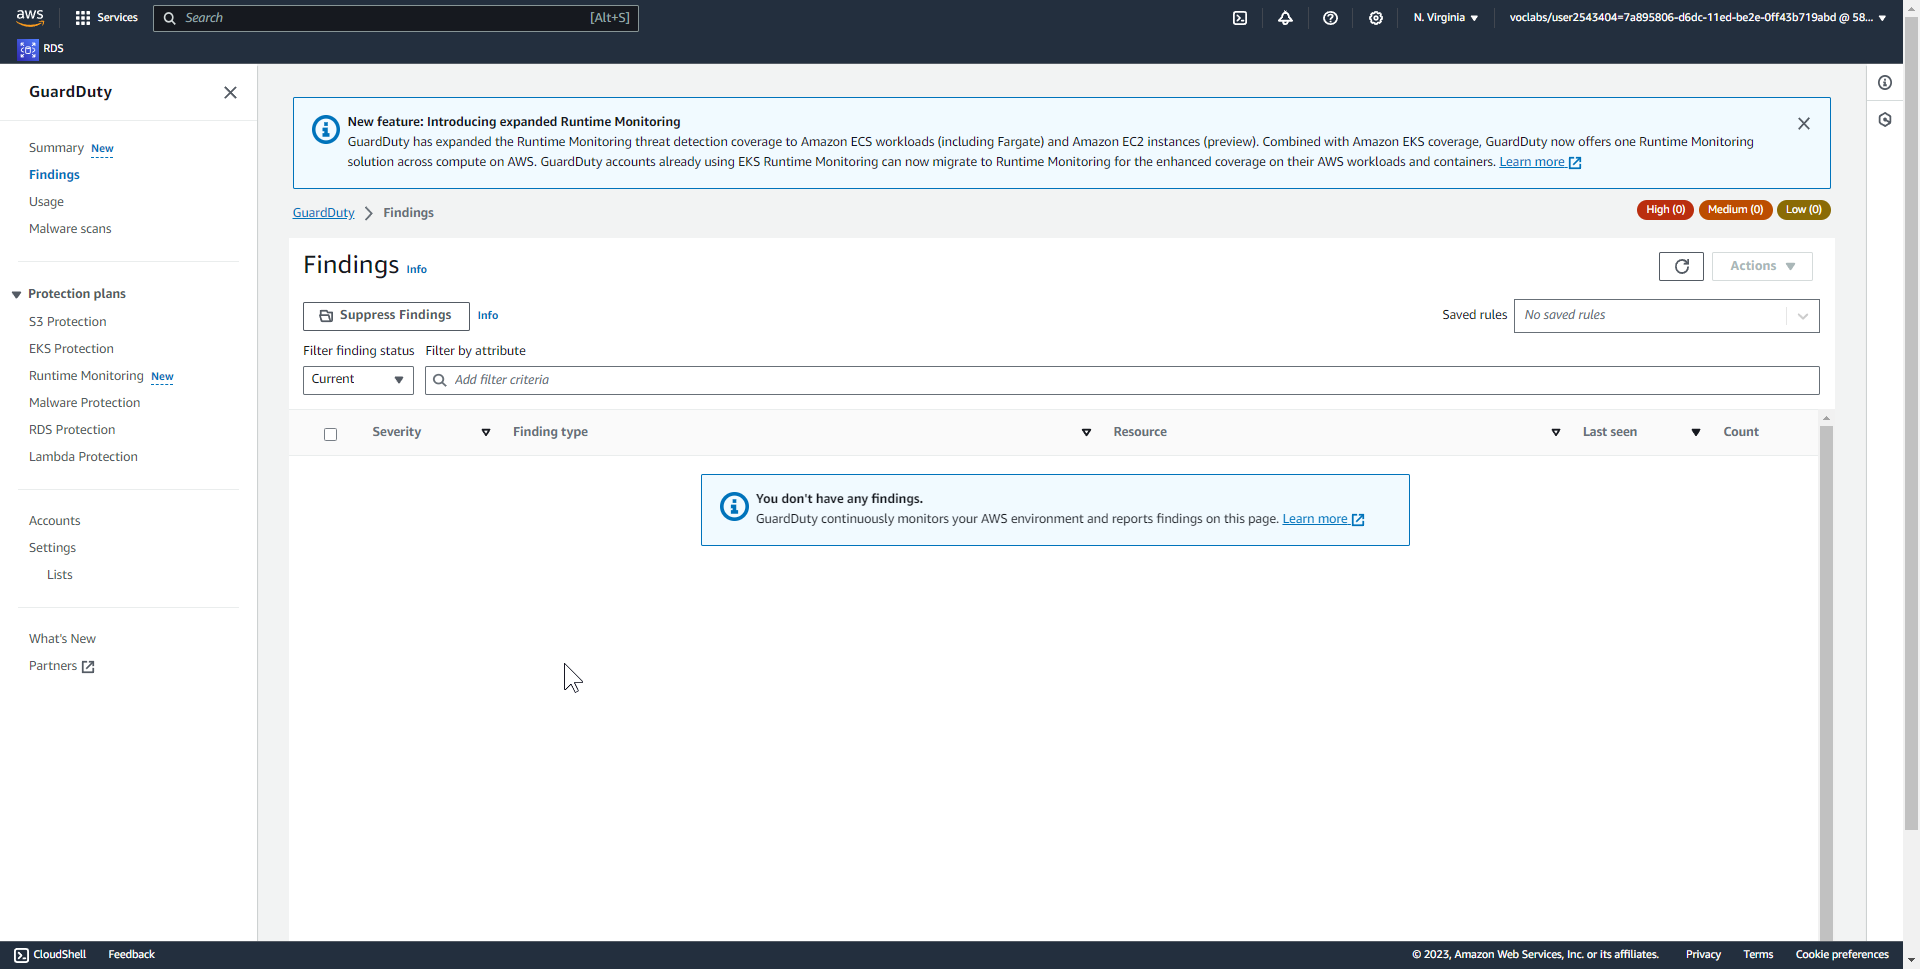 aws
Services
Search
[Alt+S]
N. Virginia
voclabs/user2543404=7a895806-d6dc-11ed-be2e-0ff43b719abd @ 58...
RDS
GuardDuty
Summary New
Findings
Usage
Malware scans
Protection plans
S3 Protection
EKS Protection
Runtime Monitoring New
Malware Protection
RDS Protection
Lambda Protection
Accounts
Settings
Lists
What's New
Partners
New feature: Introducing expanded Runtime Monitoring
GuardDuty has expanded the Runtime Monitoring threat detection coverage to Amazon ECS workloads (including Fargate) and Amazon EC2 instances (preview). Combined with Amazon EKS coverage, GuardDuty now offers one Runtime Monitoring
solution across compute on AWS. GuardDuty accounts already using EKS Runtime Monitoring can now migrate to Runtime Monitoring for the enhanced coverage on their AWS workloads and containers. Learn more
GuardDuty > Findings
High (0) Medium (0) Low (0)
Findings Info
Actions
Suppress Findings Info
Saved rules No saved rules
Filter finding status Filter by attribute
Current Add filter criteria
Severity Finding type Resource Last seen Count
You don't have any findings.
GuardDuty continuously monitors your AWS environment and reports findings on this page. Learn more
CloudShell Feedback
© 2023, Amazon Web Services, Inc. or its affiliates. Privacy Terms Cookie preferences